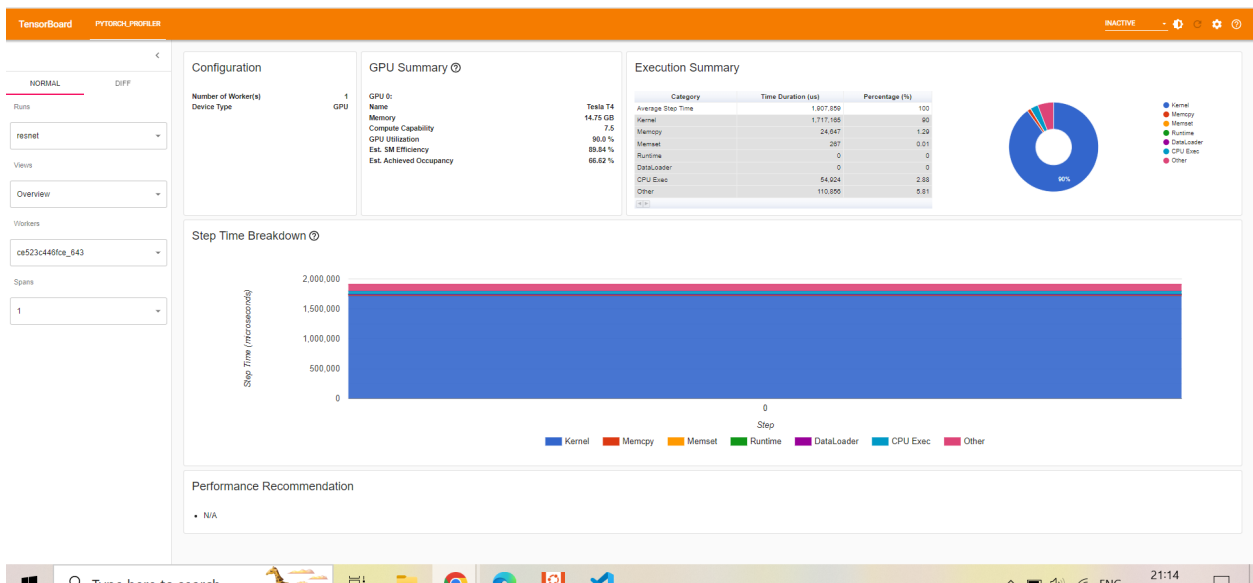 TensorBoard PYTORCH_PROFILER INACTIVE
NORMAL DIFF
Runs
resnet
Views
Overview
Workers
ce523c446fce_643
Spans
1
Configuration
Number of Worker(s) 1
Device Type GPU
GPU Summary
GPU 0:
Name Tesla T4
Memory 14.75 GB
Compute Capability 7.5
GPU Utilization 90.0 %
Est. SM Efficiency 89.84 %
Est. Achieved Occupancy 66.62 %
Execution Summary
Category Time Duration (us) Percentage (%)
Average Step Time 1,907,859 100
Kernel 1,717,165 90
Memcpy 24,647 1.29
Memset 267 0.01
Runtime 0 0
DataLoader 0 0
CPU Exec 54,924 2.88
Other 110,856 5.81
90%
Kernel
Memcpy
Memset
Runtime
DataLoader
CPU Exec
Other
Step Time Breakdown
Step Time (microseconds)
2,000,000
1,500,000
1,000,000
500,000
0
0
Step
Kernel Memcpy Memset Runtime DataLoader CPU Exec Other
Performance Recommendation
• N/A
Type here to search
ENG
21:14